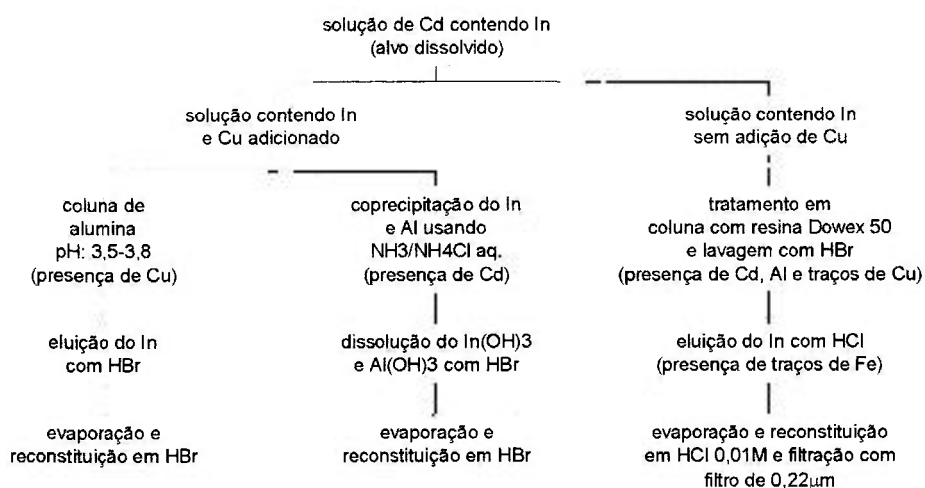 solução de Cd contendo In
(alvo dissolvido)
solução contendo In
e Cu adicionado
solução contendo In
sem adição de Cu
coluna de
alumina
pH: 3,5-3,8
(presença de Cu)
coprecipitação do In
e Al usando
NH3/NH4Cl aq.
(presença de Cd)
tratamento em
coluna com resina Dowex 50
e lavagem com HBr
(presença de Cd, Al e traços de Cu)
eluição do In
com HBr
dissolução do In(OH)3
e Al(OH)3 com HBr
eluição do In com HCl
(presença de traços de Fe)
evaporação e
reconstituição em HBr
evaporação e
reconstituição em HBr
evaporação e reconstituição
em HCl 0,01M e filtração com
filtro de 0,22µm